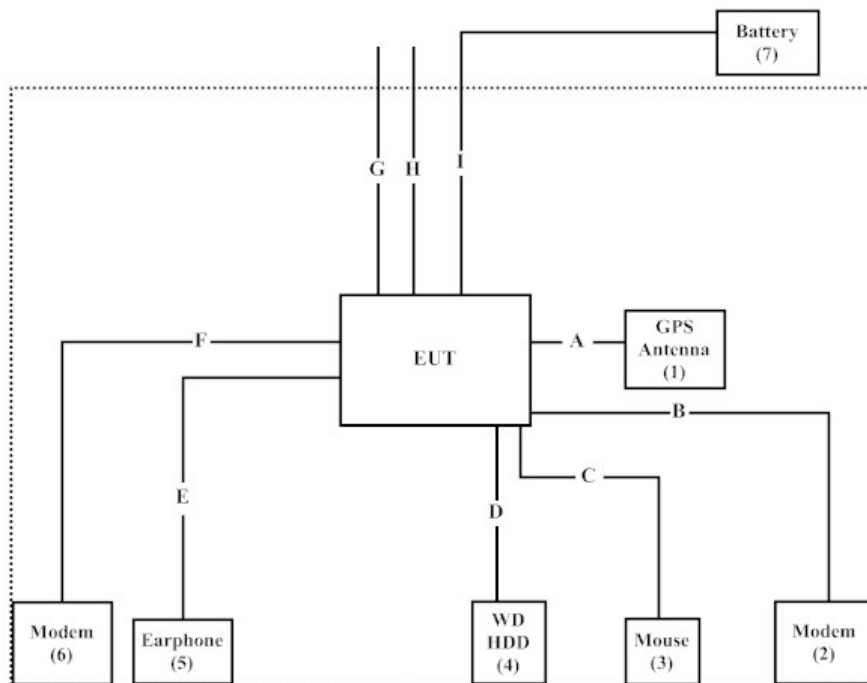 Battery
(7)
G
H
I
F
EUT
A
GPS
Antenna
(1)
B
E
D
C
Modem
(6)
Earphone
(5)
WD
HDD
(4)
Mouse
(3)
Modem
(2)